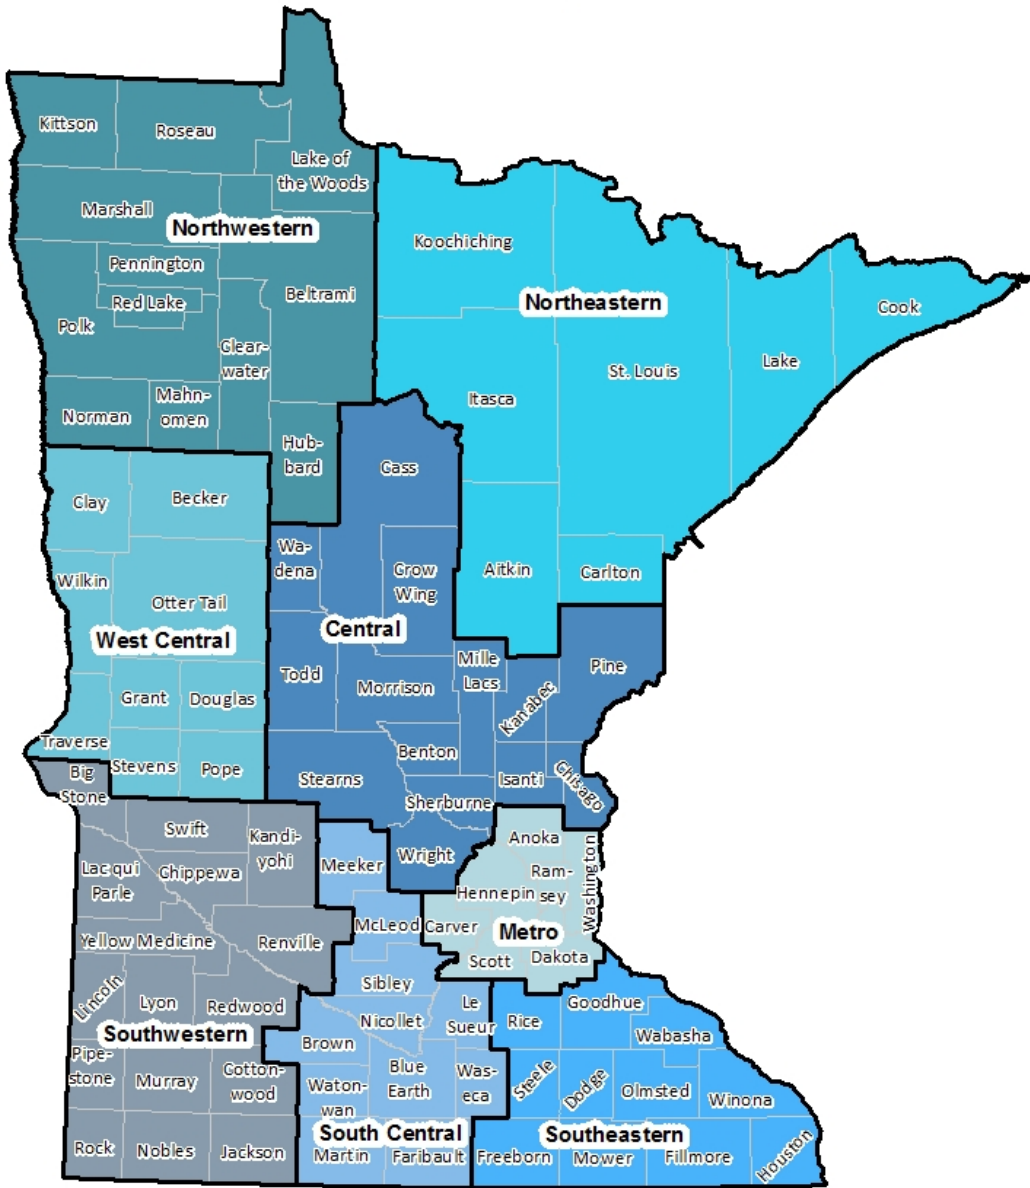 Kittson
Roseau
Lake of
the Woods
Marshall
Northwestern
Pennington
Red Lake
Beltrami
Polk
Clear-
water
Norman
Mahn-
omen
Hub-
bard
Koochiching
Northeastern
Cook
Lake
St. Louis
Itasca
Aitkin
Carlton
Clay
Becker
Wilkin
Otter Tail
West Central
Grant
Douglas
Traverse
Stevens
Pope
Cass
Wa-
dena
Crow
Wing
Central
Todd
Morrison
Mille
Lacs
Kanabec
Pine
Benton
Stearns
Isanti
Chisago
Sherburne
Wright
Big
Stone
Swift
Kandi-
yohi
Lac qui
Parle
Chippewa
Yellow Medicine
Renville
Lincoln
Lyon
Redwood
Southwestern
Pipe-
stone
Murray
Cotton-
wood
Rock
Nobles
Jackson
Meeker
McLeod
Sibley
Nicollet
Le
Sueur
Brown
Blue
Earth
Waton-
wan
Was-
eca
South Central
Martin
Faribault
Anoka
Ram-
sey
Washington
Hennepin
Carver
Metro
Scott
Dakota
Goodhue
Rice
Wabasha
Steele
Dodge
Olmsted
Winona
Southeastern
Freeborn
Mower
Fillmore
Houston